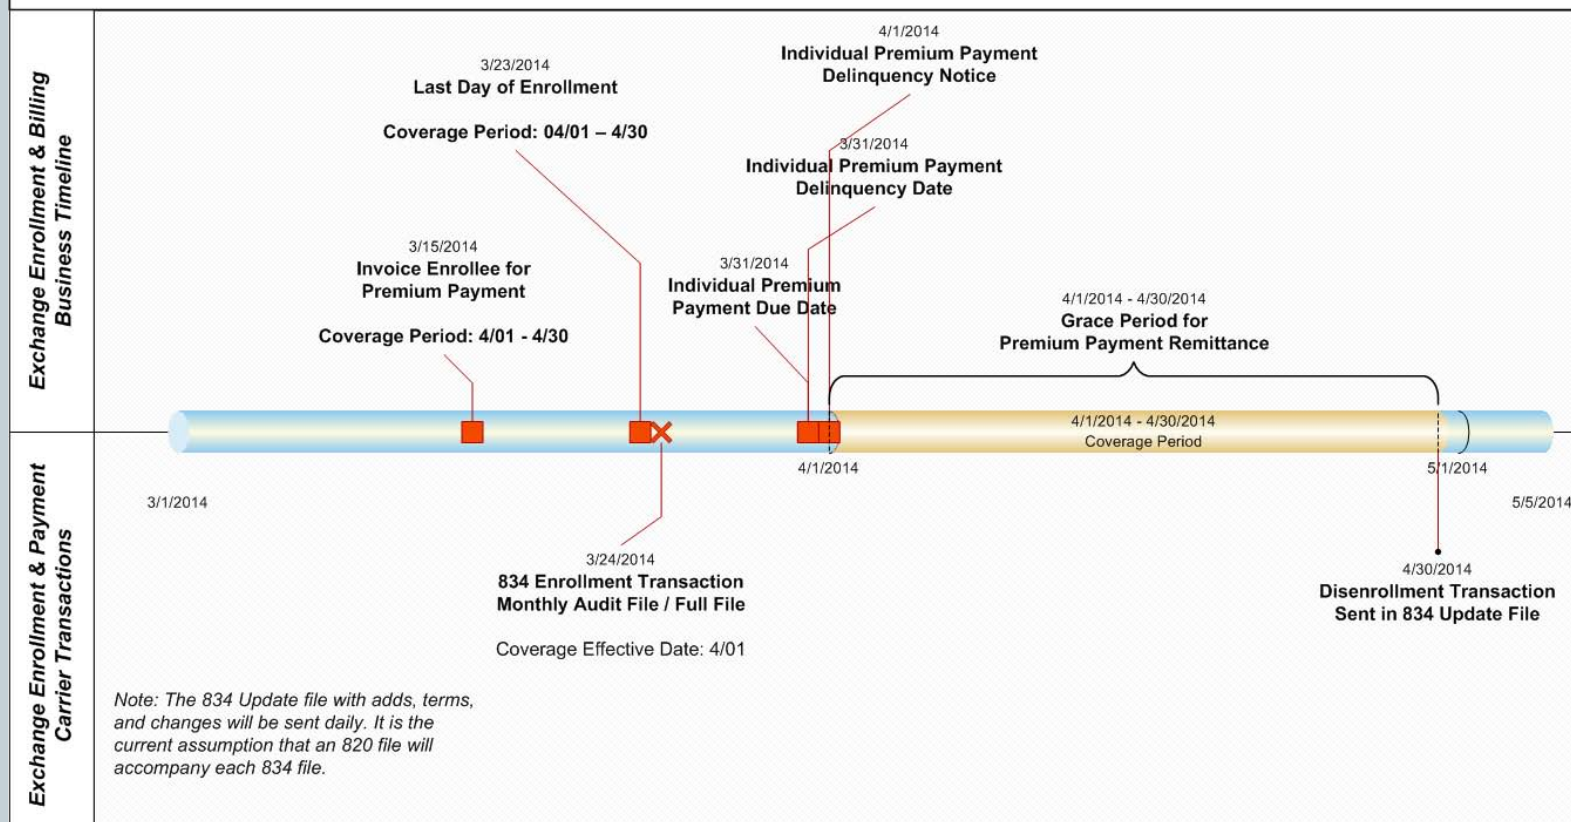 Exchange Enrollment & Billing
Business Timeline
4/1/2014
Individual Premium Payment
Delinquency Notice
3/23/2014
Last Day of Enrollment
Coverage Period: 04/01 – 4/30
3/31/2014
Individual Premium Payment
Delinquency Date
3/15/2014
Invoice Enrollee for
Premium Payment
Coverage Period: 4/01 - 4/30
3/31/2014
Individual Premium
Payment Due Date
4/1/2014 - 4/30/2014
Grace Period for
Premium Payment Remittance
4/1/2014 - 4/30/2014
Coverage Period
4/1/2014
5/1/2014
3/1/2014
5/5/2014
Exchange Enrollment & Payment
Carrier Transactions
3/24/2014
834 Enrollment Transaction
Monthly Audit File / Full File
Coverage Effective Date: 4/01
4/30/2014
Disenrollment Transaction
Sent in 834 Update File
Note: The 834 Update file with adds, terms,
and changes will be sent daily. It is the
current assumption that an 820 file will
accompany each 834 file.